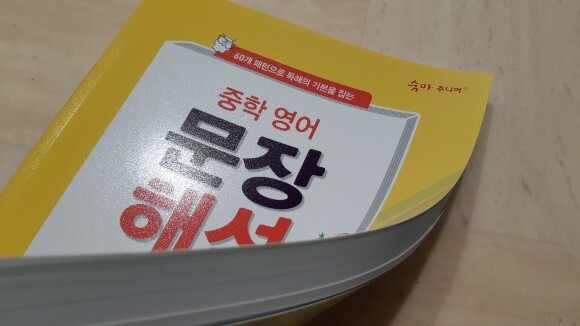 60개 패턴으로 독해의 기본을 잡는
숨마 주니어
중학 영어
문장
해석